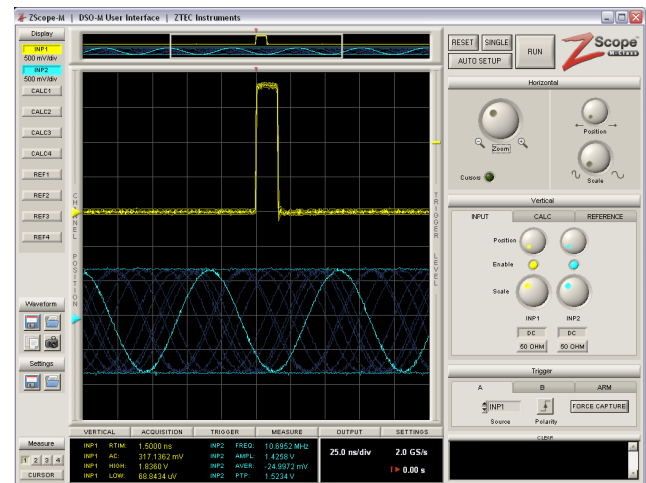 ZScope-M | DSO-M User Interface | ZTEC Instruments
Display
INP1
500 mV/div
INP2
500 mV/div
CALC1
CALC2
CALC3
CALC4
REF1
REF2
REF3
REF4
Waveform
Settings
Measure
1 2 3 4
CURSOR
CHANNEL POSITION
TRIGGER LEVEL
VERTICAL ACQUISITION TRIGGER MEASURE OUTPUT SETTINGS
INP1 RTIM: 1.5000 ns INP2 FREQ: 10.6952 MHz
INP1 AC: 317.1362 mV INP2 AMPL: 1.4258 V
INP1 HIGH: 1.8360 V INP2 AVER: -24.9972 mV
INP1 LOW: 68.8434 uV INP2 PTP: 1.5234 V
25.0 ns/div 2.0 GS/s
T 0.00 s
RESET SINGLE
AUTO SETUP
RUN
ZScope
M-Class
Horizontal
Zoom
Position
Cursors
Scale
Vertical
INPUT CALC REFERENCE
Position
Enable
Scale
INP1 INP2
DC DC
50 OHM 50 OHM
Trigger
A B ARM
INP1
FORCE CAPTURE
Source Polarity
CLEAR